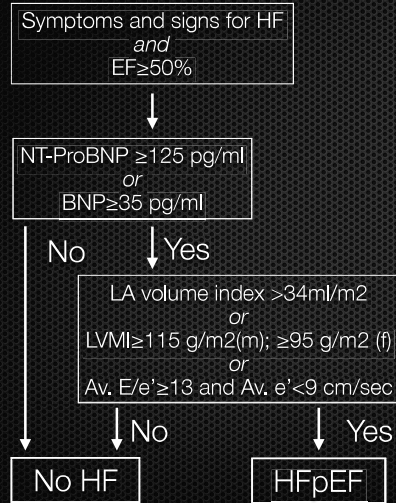 Symptoms and signs for HF
and
EF≥50%
NT-ProBNP ≥125 pg/ml
or
BNP≥35 pg/ml
No
Yes
LA volume index >34ml/m2
or
LVMI≥115 g/m2(m); ≥95 g/m2 (f)
or
Av. E/e'≥13 and Av. e'<9 cm/sec
No
Yes
No HF
HFpEF